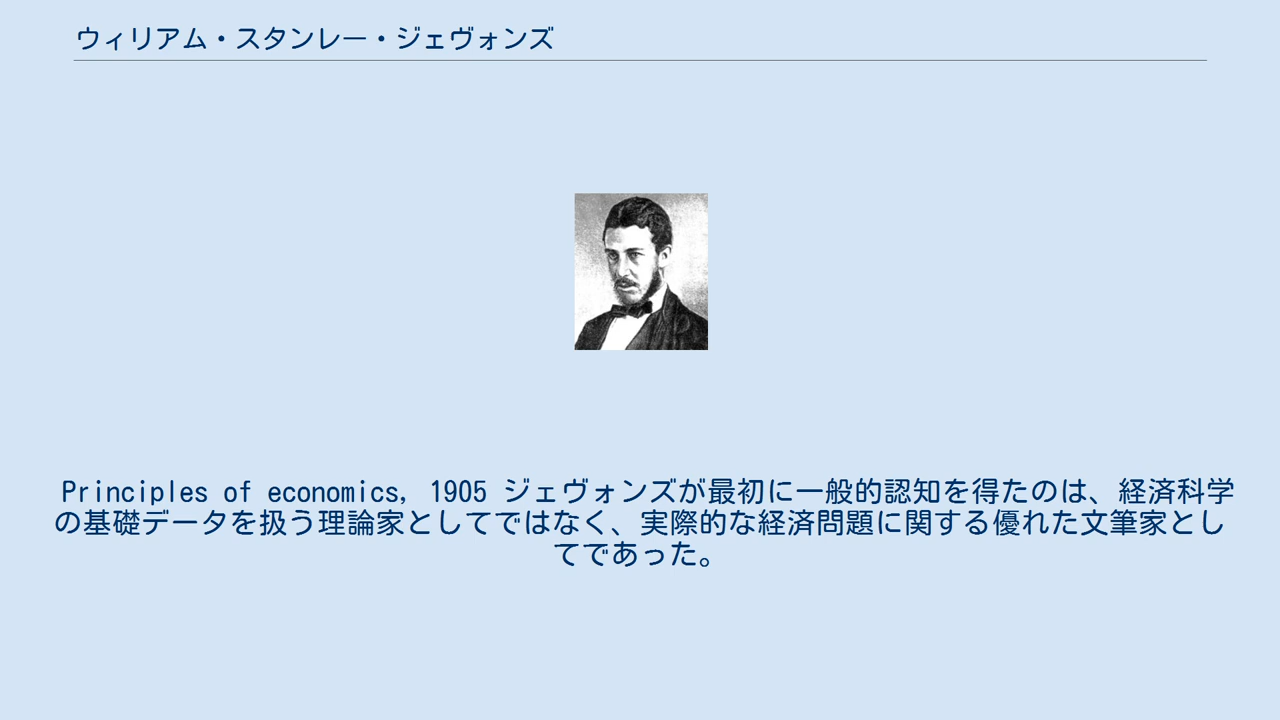 ウィリアム・スタンレー・ジェヴォンズ
Principles of economics, 1905 ジェヴォンズが最初に一般的認知を得たのは、経済科学
の基礎データを扱う理論家としてではなく、実際的な経済問題に関する優れた文筆家とし
てであった。